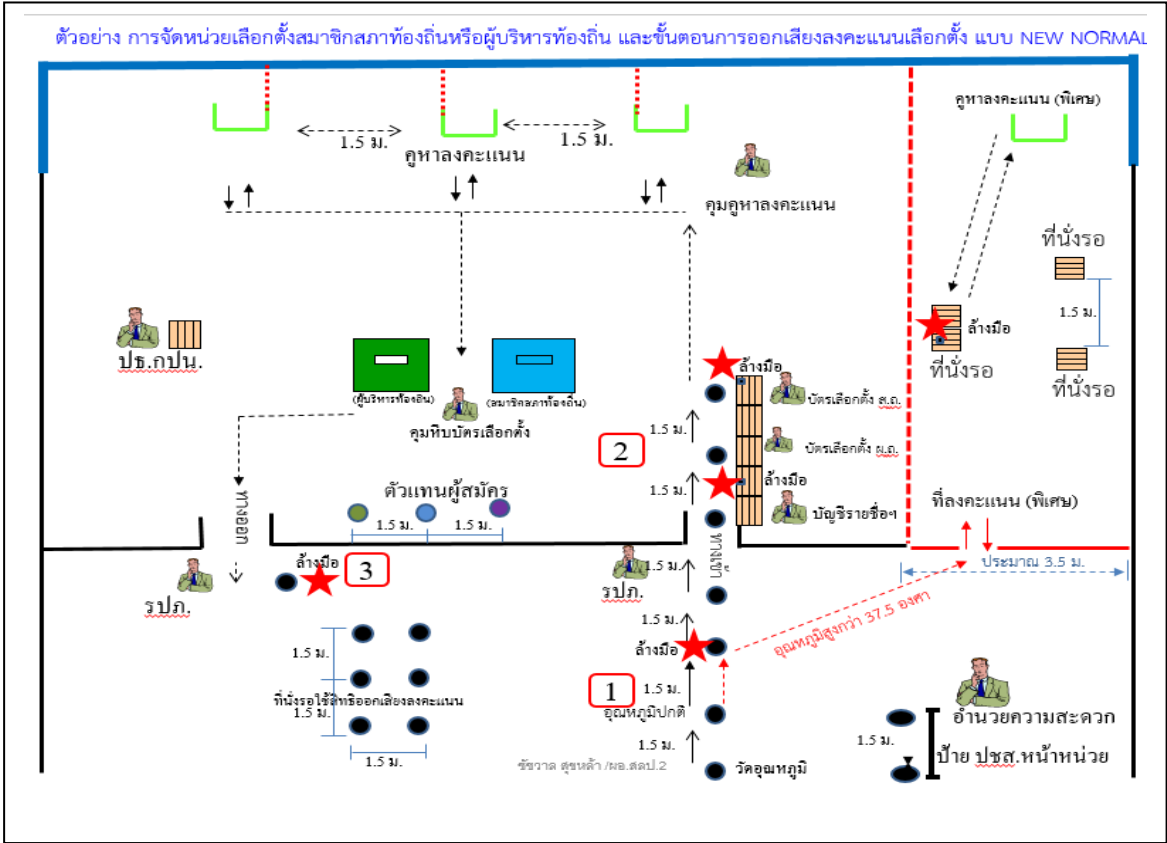 ตัวอย่าง การจัดหน่วยเลือกตั้งสมาชิกสภาท้องถิ่นหรือผู้บริหารท้องถิ่น และขั้นตอนการออกเสียงลงคะแนนเลือกตั้ง แบบ NEW NORMAL
คูหาลงคะแนน (พิเศษ)
1.5 ม.
1.5 ม.
คูหาลงคะแนน
คุมคูหาลงคะแนน
ที่นั่งรอ
1.5 ม.
ล้างมือ
ที่นั่งรอ
ที่นั่งรอ
ปธ.กปน.
(ผู้บริหารท้องถิ่น)
(สมาชิกสภาท้องถิ่น)
คุมหีบบัตรเลือกตั้ง
ล้างมือ
บัตรเลือกตั้ง ส.ถ.
1.5 ม.
2
บัตรเลือกตั้ง ผ.ถ.
ล้างมือ
1.5 ม.
บัญชีรายชื่อฯ
ตัวแทนผู้สมัคร
1.5 ม.
1.5 ม.
ทางออก
ทางเข้า
ที่ลงคะแนน (พิเศษ)
ประมาณ 3.5 ม.
ล้างมือ
3
รปภ.
รปภ.
1.5 ม.
1.5 ม.
ล้างมือ
อุณหภูมิสูงกว่า 37.5 องศา
1
1.5 ม.
อุณหภูมิปกติ
1.5 ม.
วัดอุณหภูมิ
1.5 ม.
ที่นั่งรอใช้สิทธิออกเสียงลงคะแนน
1.5 ม.
1.5 ม.
ชัชวาล สุขหล้า /ผอ.สลป.2
อำนวยความสะดวก
1.5 ม.
ป้าย ปชส.หน้าหน่วย